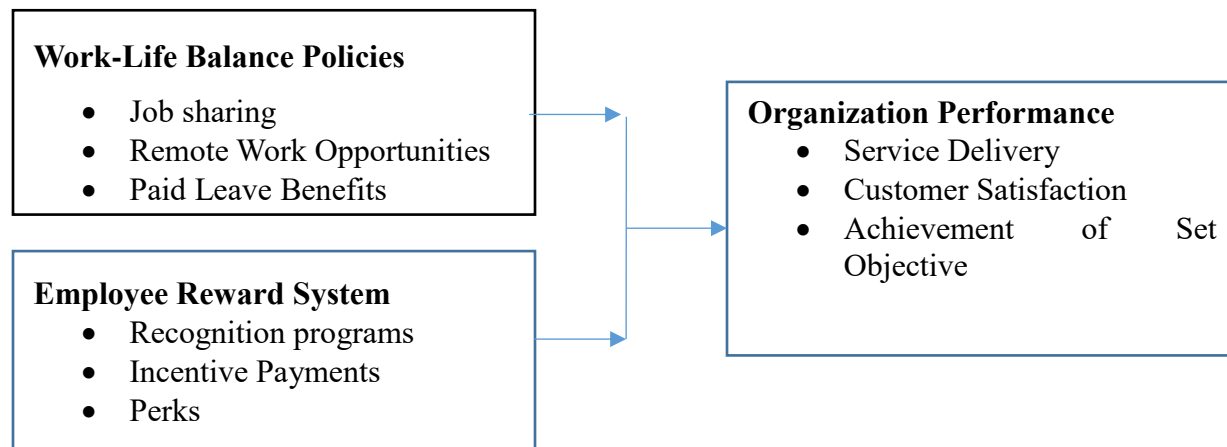 Work-Life Balance Policies
• Job sharing
• Remote Work Opportunities
• Paid Leave Benefits
Employee Reward System
• Recognition programs
• Incentive Payments
• Perks
Organization Performance
• Service Delivery
• Customer Satisfaction
• Achievement of Set
Objective